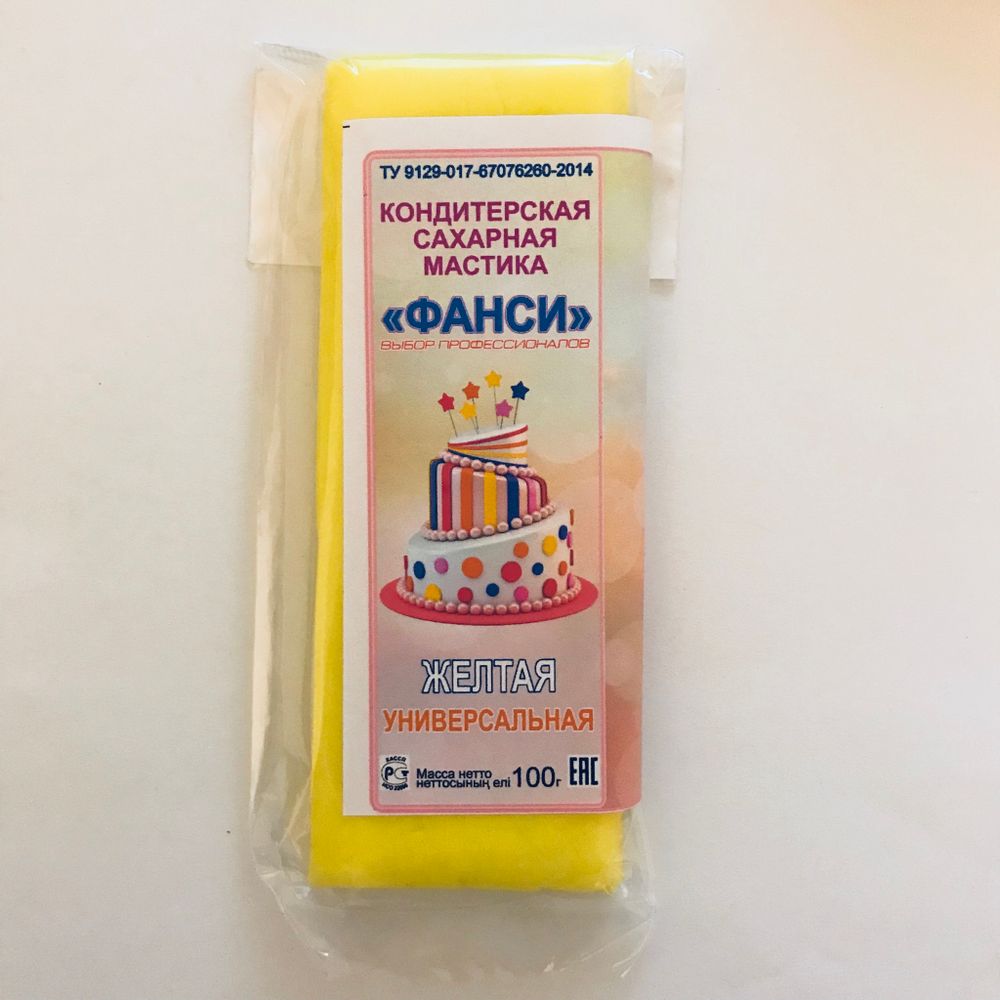 ТУ 9129-017-67076260-2014
КОНДИТЕРСКАЯ
САХАРНАЯ
МАСТИКА
«ФАНСИ»
ВЫБОР ПРОФЕССИОНАЛОВ
ЖЕЛТАЯ
УНИВЕРСАЛЬНАЯ
Масса нетто
неттосының елі 100г
ЕАС